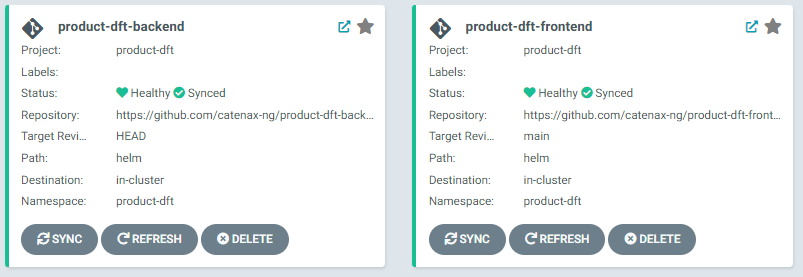 product-dft-backend
Project: product-dft
Labels:
Status: Healthy Synced
Repository: https://github.com/catenax-ng/product-dft-back...
Target Revi... HEAD
Path: helm
Destination: in-cluster
Namespace: product-dft
SYNC REFRESH DELETE
product-dft-frontend
Project: product-dft
Labels:
Status: Healthy Synced
Repository: https://github.com/catenax-ng/product-dft-front...
Target Revi... main
Path: helm
Destination: in-cluster
Namespace: product-dft
SYNC REFRESH DELETE